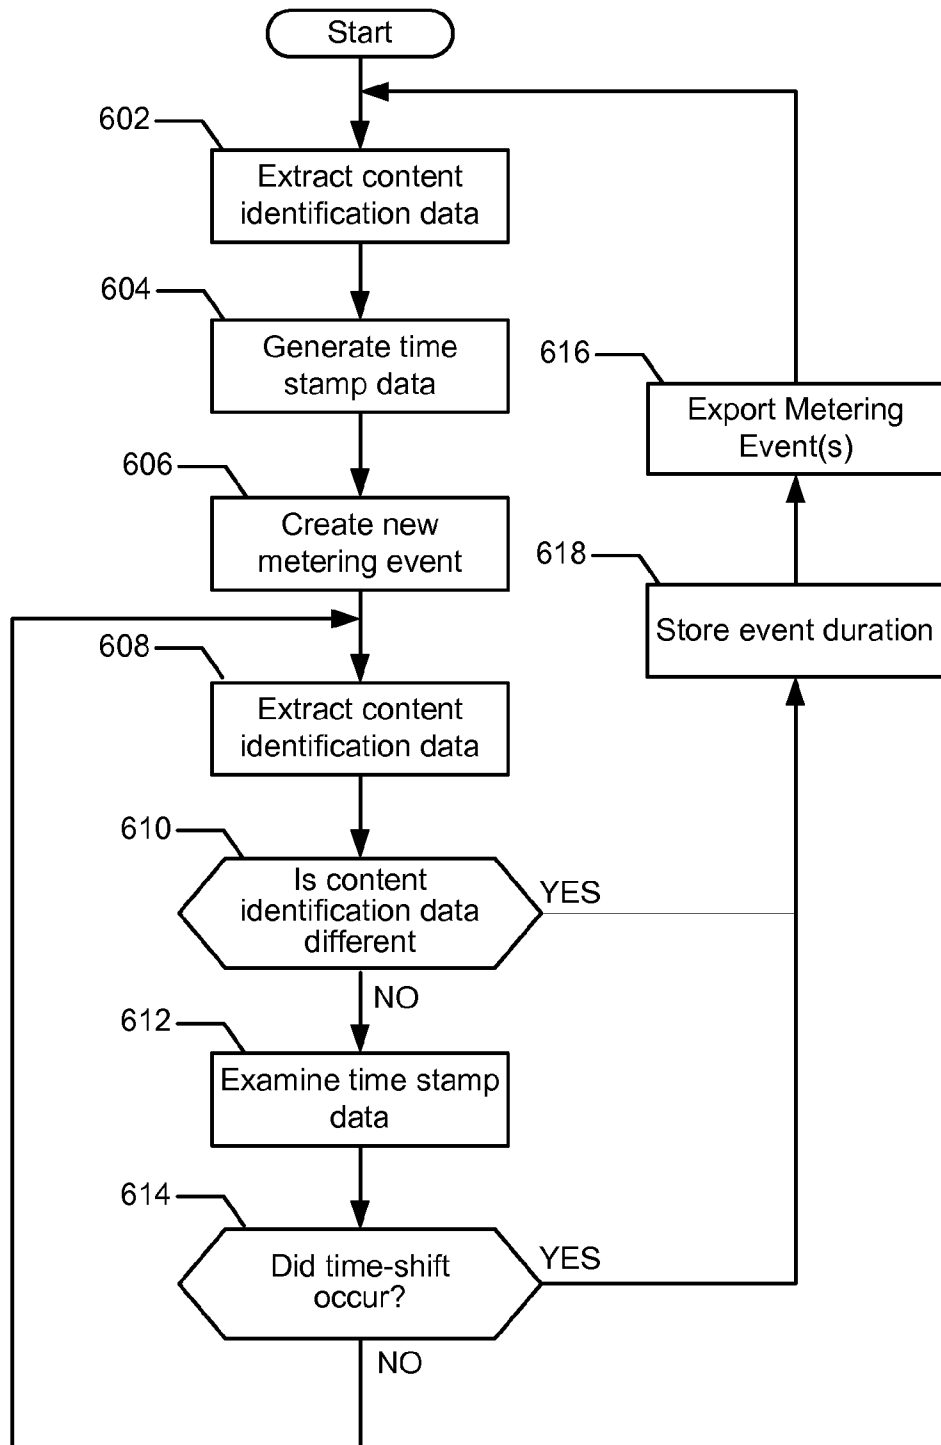 Start
602
Extract content
identification data
604
Generate time
stamp data
616
Export Metering
Event(s)
606
Create new
metering event
618
Store event duration
608
Extract content
identification data
610
Is content
identification data
different
YES
NO
612
Examine time stamp
data
614
Did time-shift
occur?
YES
NO